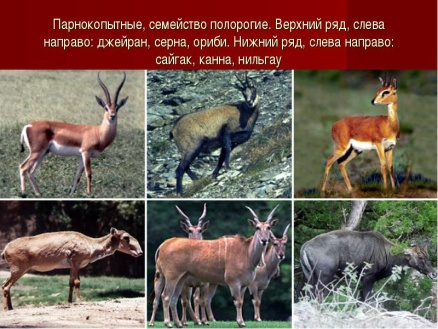 Парнокопытные, семейство полорогие. Верхний ряд, слева
направо: джейран, серна, ориби. Нижний ряд, слева направо:
сайгак, канна, нильгау